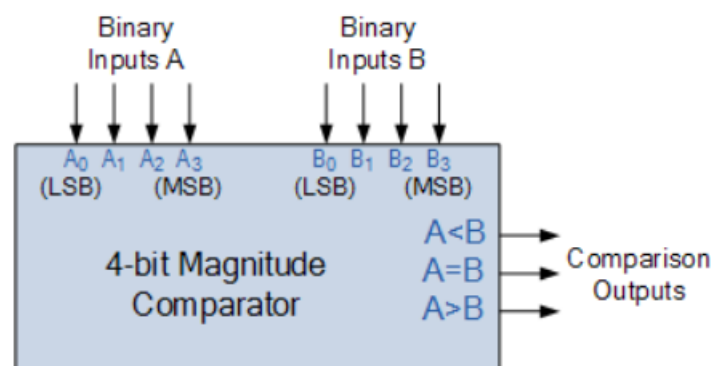 Binary
Inputs A
Binary
Inputs B
A₀ A₁ A₂ A₃
(LSB) (MSB)
B₀ B₁ B₂ B₃
(LSB) (MSB)
4-bit Magnitude
Comparator
A<B
A=B
A>B
Comparison
Outputs